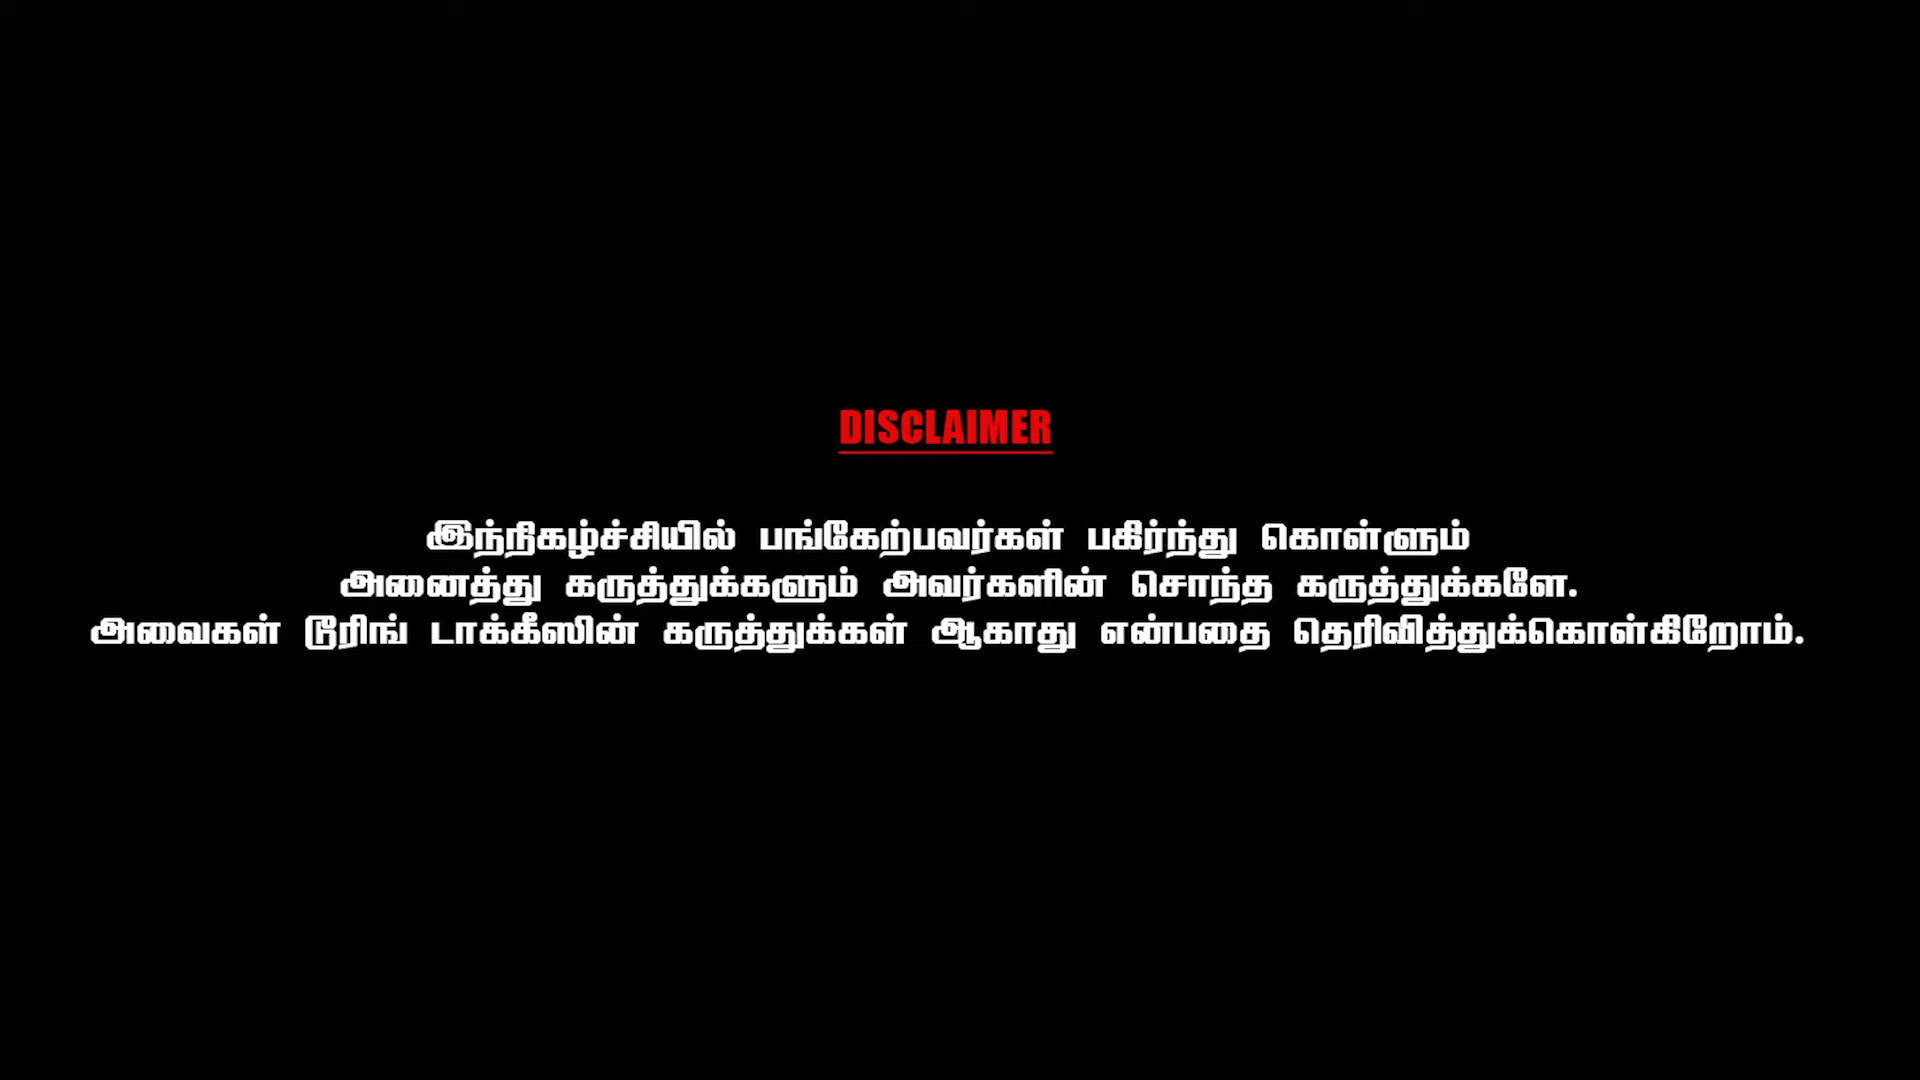 DISCLAIMER
இந்நிகழ்ச்சியில் பங்கேற்பவர்கள் பகிர்ந்து கொள்ளும்
அனைத்து கருத்துக்களும் அவர்களின் சொந்த கருத்துக்களே.
அவைகள் டூரிங் டாக்கீஸின் கருத்துக்கள் ஆகாது என்பதை தெரிவித்துக்கொள்கிறோம்.